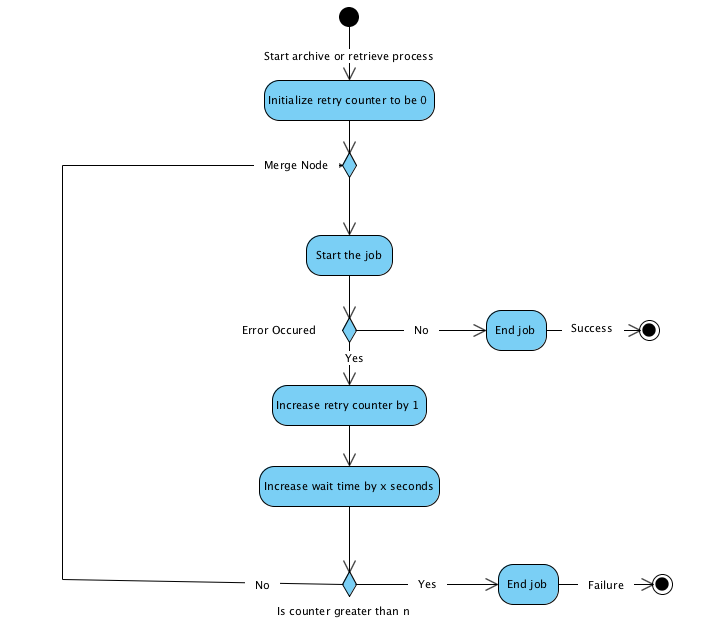 Start archive or retrieve process
Initialize retry counter to be 0
Merge Node
Start the job
Error Occured
No
End job
Success
Yes
Increase retry counter by 1
Increase wait time by x seconds
No
Yes
End job
Failure
Is counter greater than n